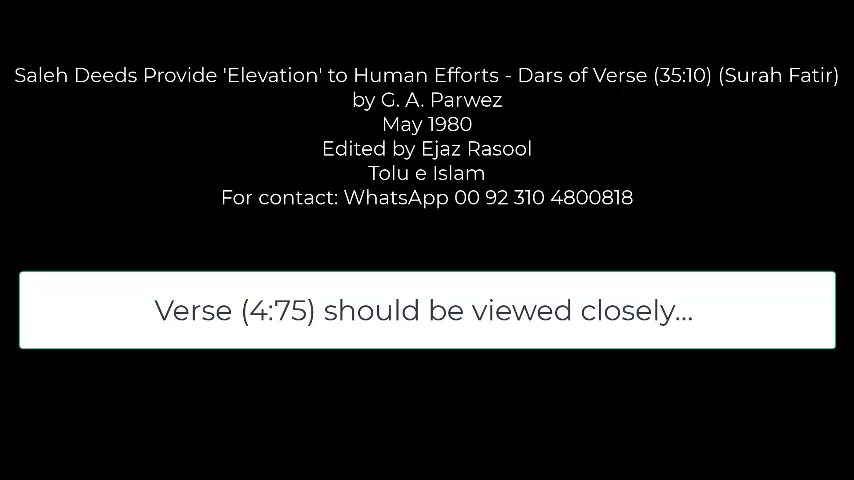 Saleh Deeds Provide 'Elevation' to Human Efforts - Dars of Verse (35:10) (Surah Fatir)
by G. A. Parwez
May 1980
Edited by Ejaz Rasool
Tolu e Islam
For contact: WhatsApp 00 92 310 4800818
Verse (4:75) should be viewed closely...